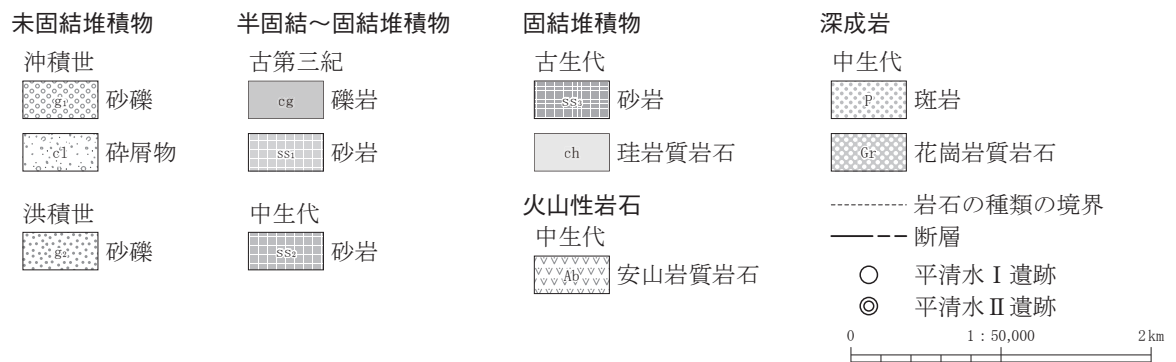 未固結堆積物
沖積世
g₁ 砂礫
cl 砕屑物
洪積世
g₂ 砂礫
半固結〜固結堆積物
古第三紀
cg 礫岩
ss₁ 砂岩
中生代
ss₂ 砂岩
固結堆積物
古生代
ss₃ 砂岩
ch 珪岩質岩石
火山性岩石
中生代
Ab 安山岩質岩石
深成岩
中生代
P 斑岩
Gr 花崗岩質岩石
岩石の種類の境界
断層
平清水Ⅰ遺跡
平清水Ⅱ遺跡
0 1：50,000 2km